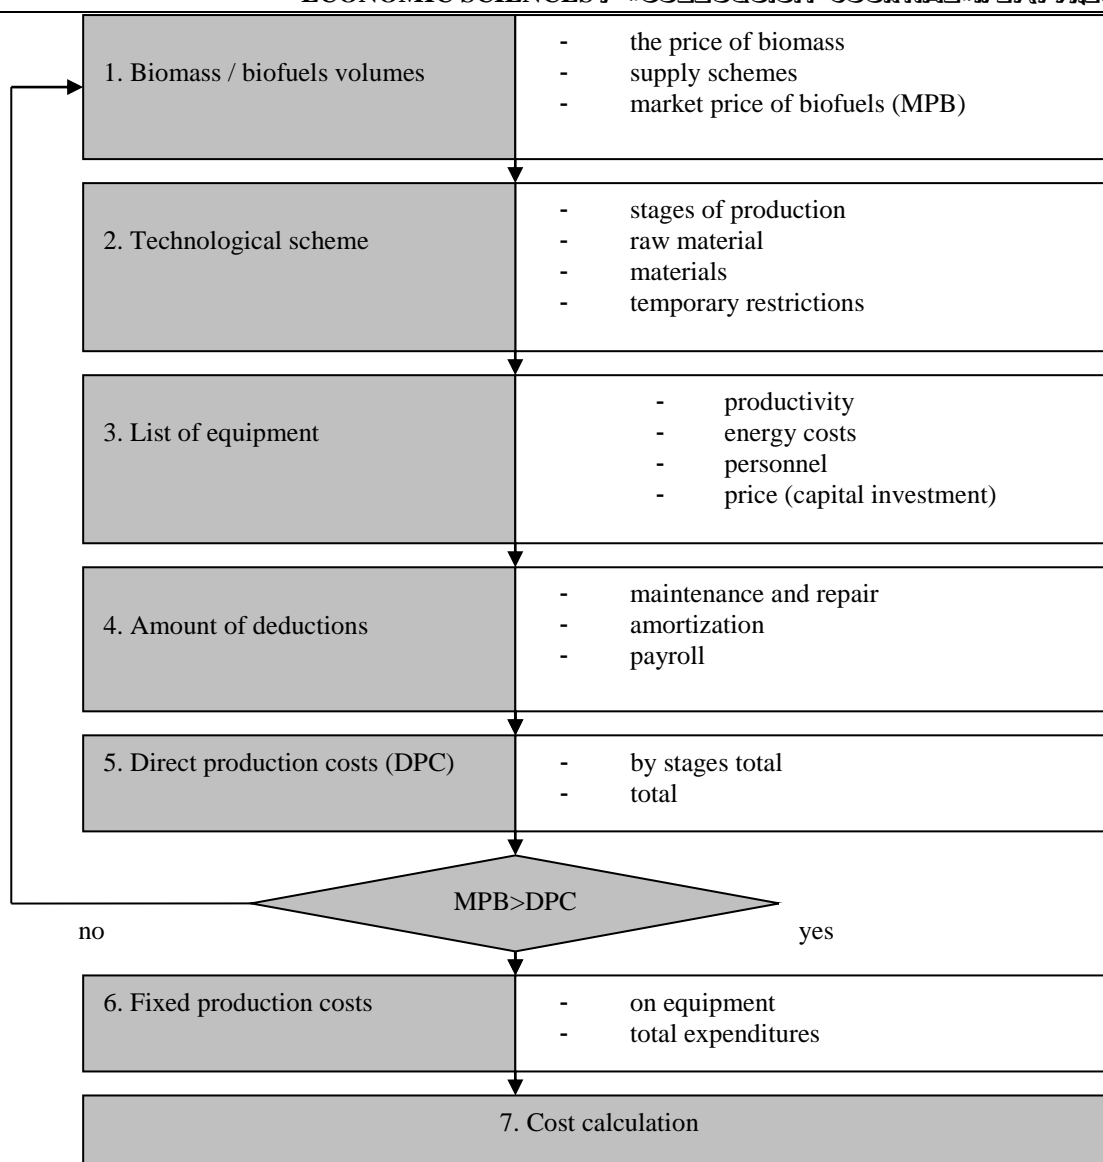 ECONOMIC SCIENCES /
1. Biomass / biofuels volumes
- the price of biomass
- supply schemes
- market price of biofuels (MPB)
2. Technological scheme
- stages of production
- raw material
- materials
- temporary restrictions
3. List of equipment
- productivity
- energy costs
- personnel
- price (capital investment)
4. Amount of deductions
- maintenance and repair
- amortization
- payroll
5. Direct production costs (DPC)
- by stages total
- total
MPB>DPC
no
yes
6. Fixed production costs
- on equipment
- total expenditures
7. Cost calculation